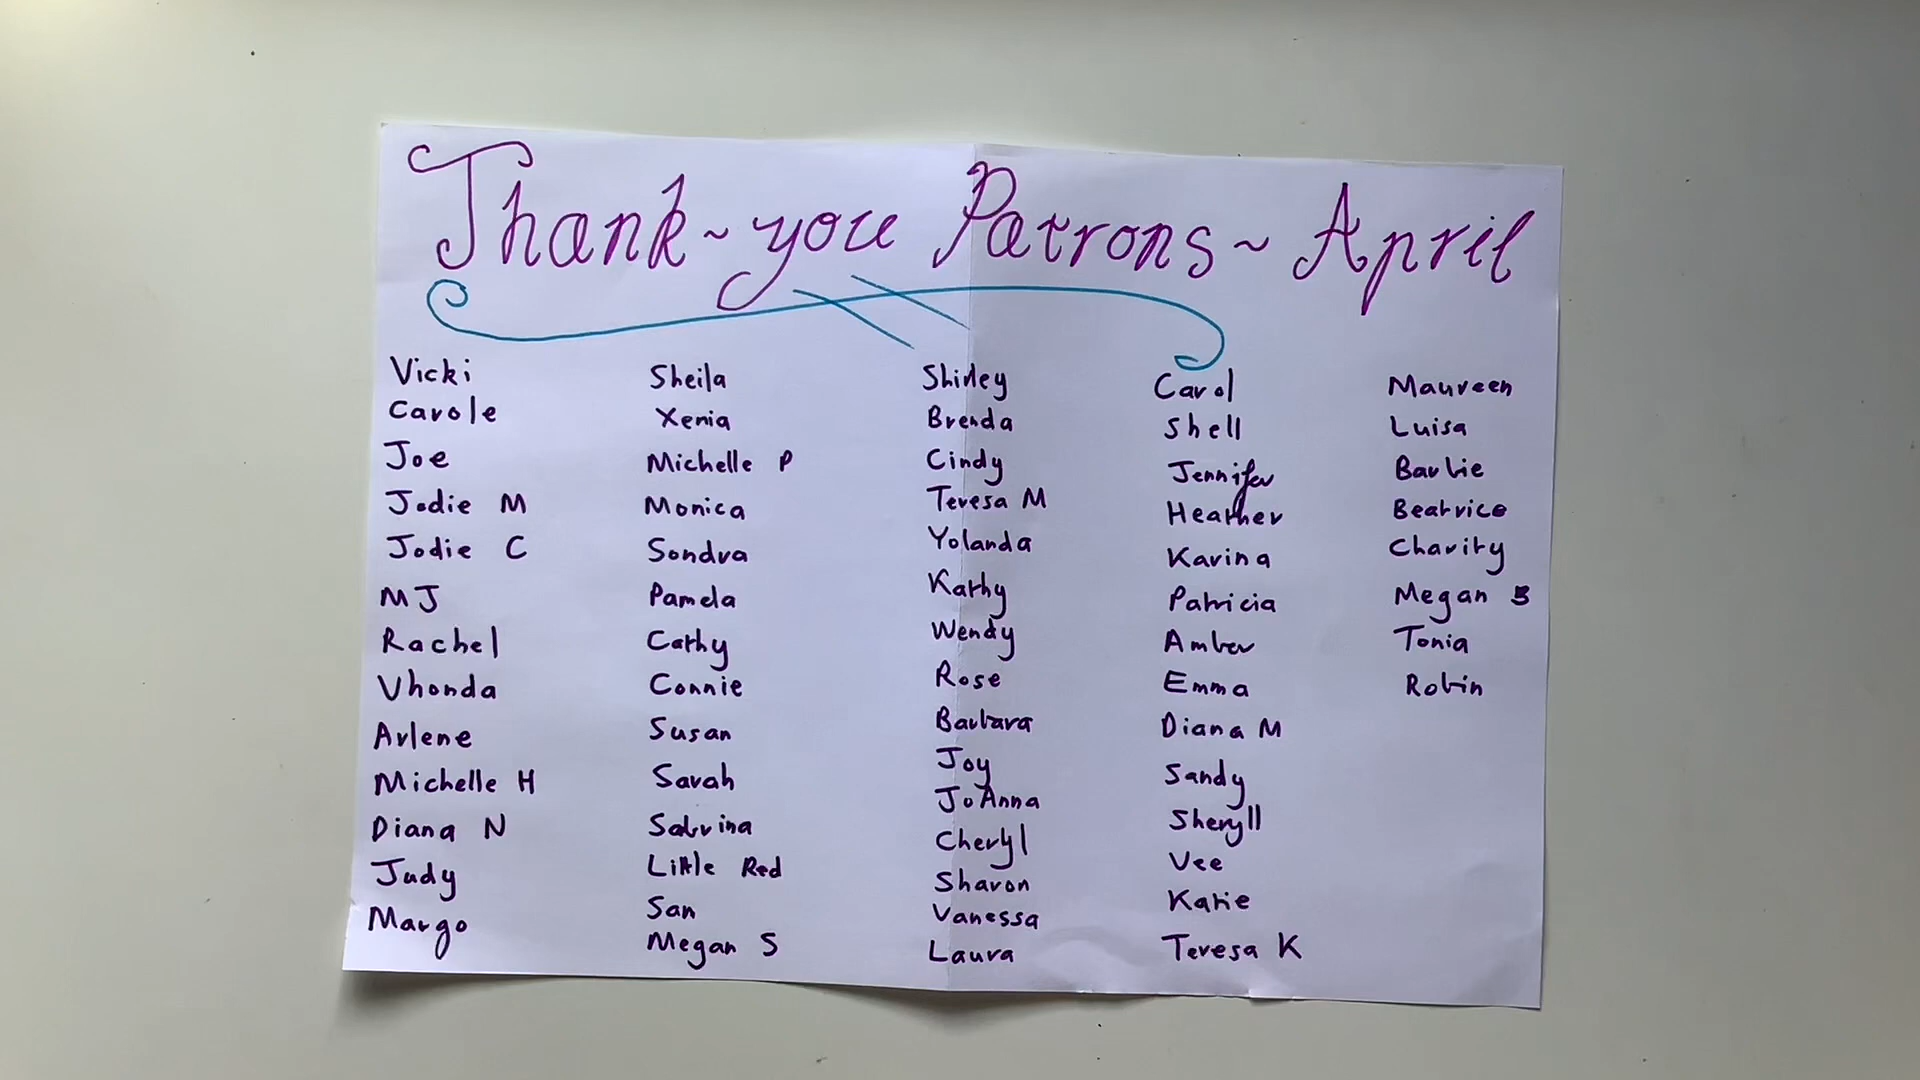 Thank~you Patrons~April
Vicki
Carole
Joe
Jodie M
Jodie C
MJ
Rachel
Vhonda
Arlene
Michelle H
Diana N
Judy
Margo
Sheila
Xenia
Michelle P
Monica
Sondra
Pamela
Cathy
Connie
Susan
Sarah
Sabrina
Little Red
San
Megan S
Shirley
Brenda
Cindy
Teresa M
Yolanda
Kathy
Wendy
Rose
Barbara
Joy
JoAnna
Cheryl
Sharon
Vanessa
Laura
Carol
Shell
Jennifer
Heather
Karina
Patricia
Amber
Emma
Diana M
Sandy
Sheryll
Vee
Katie
Teresa K
Maureen
Luisa
Barbie
Beatrice
Charity
Megan B
Tonia
Robin